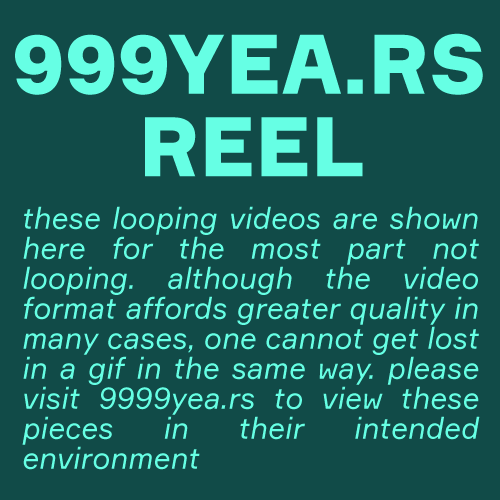 999YEA.RS
REEL
these looping videos are shown
here for the most part not
looping. although the video
format affords greater quality in
many cases, one cannot get lost
in a gif in the same way. please
visit 9999yea.rs to view these
pieces in their intended
environment